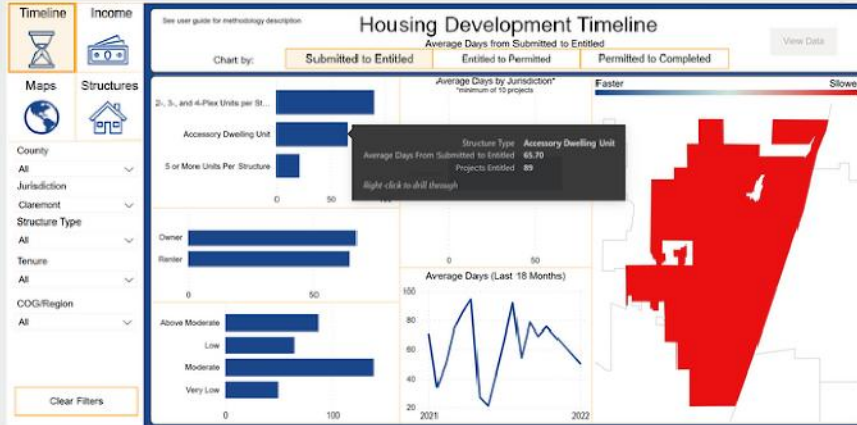 Timeline
Income
Maps
Structures
County
All
Jurisdiction
Claremont
Structure Type
All
Tenure
All
COG/Region
All
Clear Filters
See user guide for methodology description
Housing Development Timeline
Average Days from Submitted to Entitled
View Data
Chart by:
Submitted to Entitled
Entitled to Permitted
Permitted to Completed
2-, 3-, and 4-Plex Units per St...
Accessory Dwelling Unit
5 or More Units Per Structure
0 50
Average Days by Jurisdiction*
*minimum of 10 projects
Structure Type Accessory Dwelling Unit
Average Days From Submitted to Entitled 65.70
Projects Entitled 89
Right-click to drill through
0 50
Faster
Slowe
Owner
Renter
0 50
Above Moderate
Low
Moderate
Very Low
0 100
Average Days (Last 18 Months)
100
80
60
40
20
2021 2022